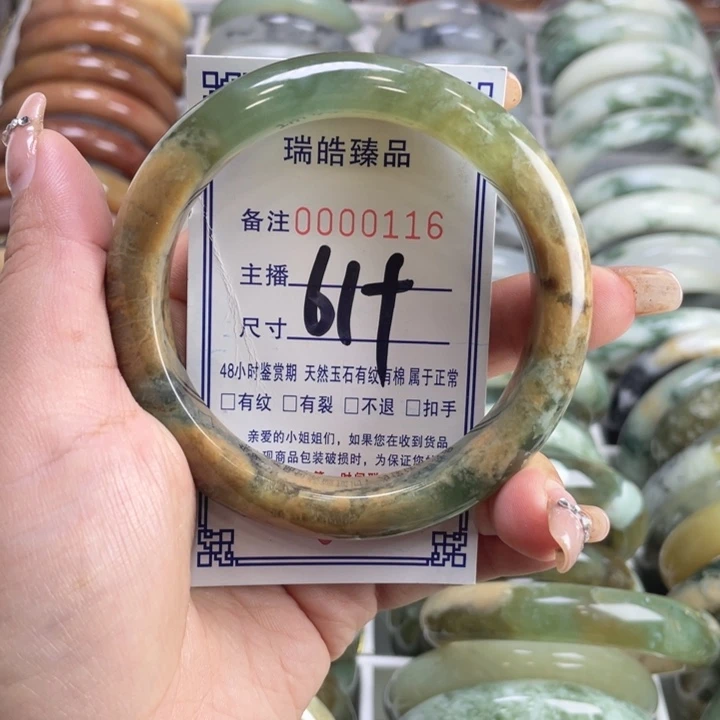 瑞皓臻品
备注0000116
主播
尺寸 61+
48小时鉴赏期 天然玉石有纹有棉 属于正常
□有纹 □有裂 □不退 □扣手
亲爱的小姐姐们，如果您在收到货品
现商品包装破损时，为保证您